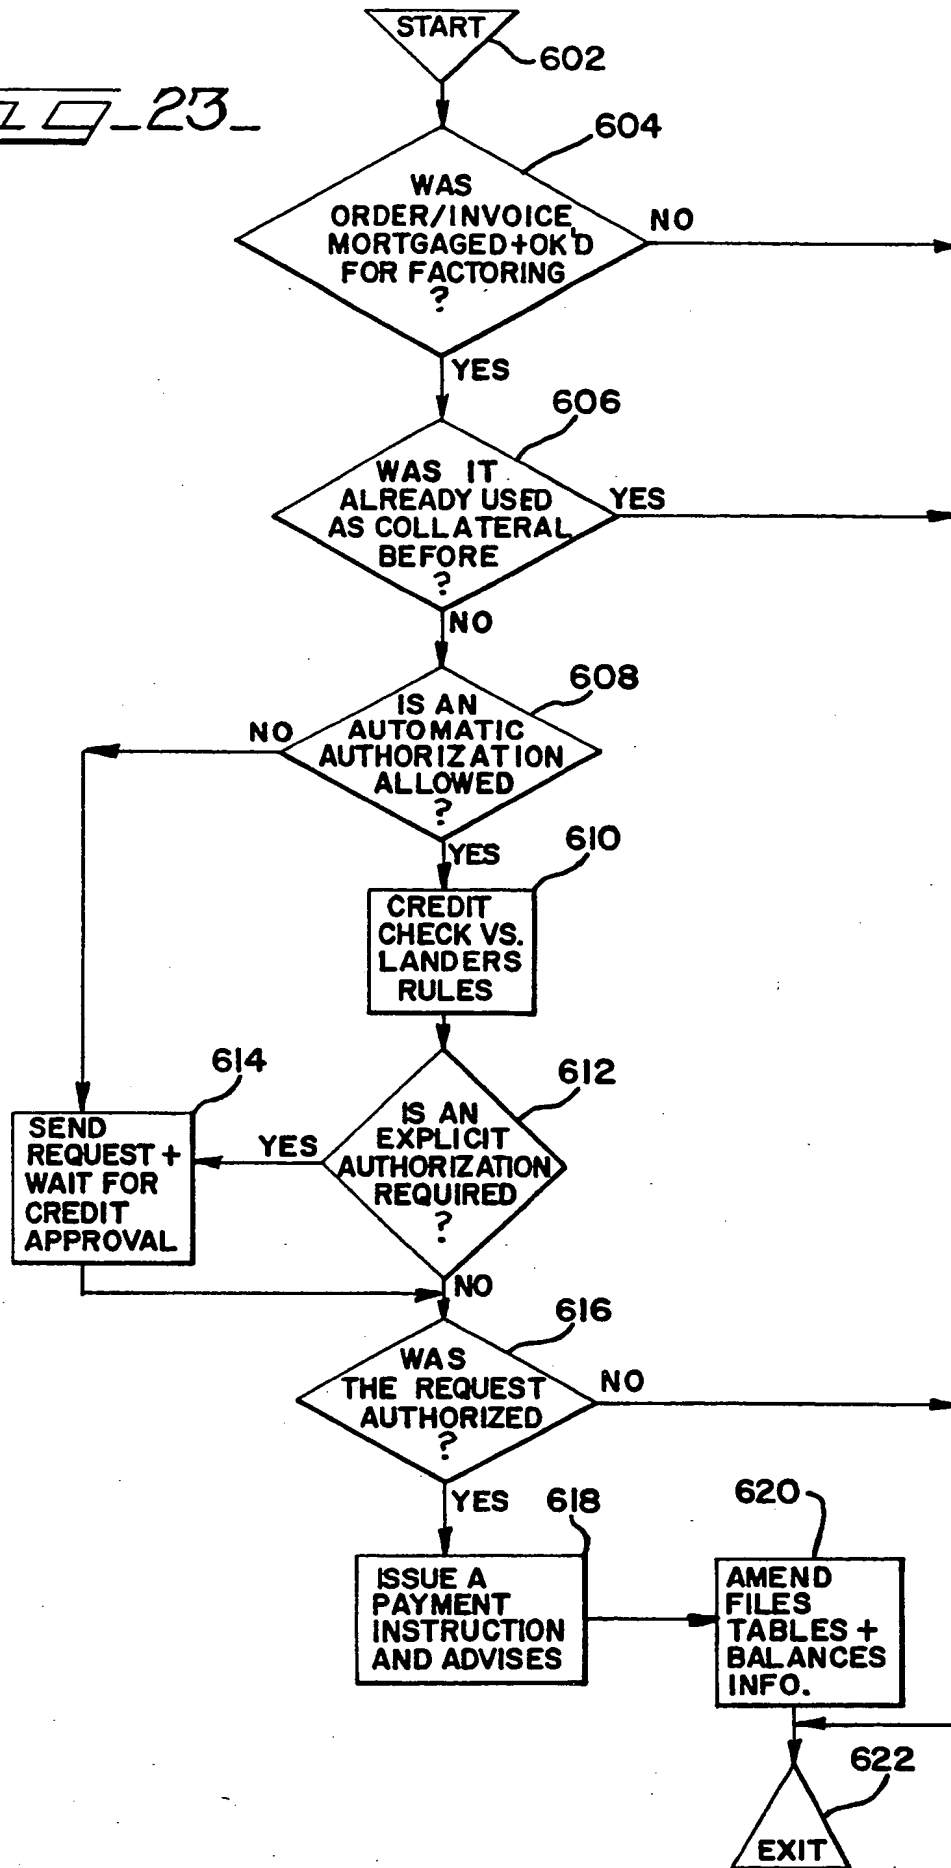 START
602
ig_23_
604
WAS
ORDER/INVOICE
MORTGAGED+OK'D
FOR FACTORING
?
NO
YES
606
WAS IT
ALREADY USED
AS COLLATERAL
BEFORE
?
YES
NO
608
IS AN
AUTOMATIC
AUTHORIZATION
ALLOWED
?
NO
YES
610
CREDIT
CHECK VS.
LANDERS
RULES
614
SEND
REQUEST +
WAIT FOR
CREDIT
APPROVAL
612
IS AN
EXPLICIT
AUTHORIZATION
REQUIRED
?
YES
NO
616
WAS
THE REQUEST
AUTHORIZED
?
NO
YES
618
ISSUE A
PAYMENT
INSTRUCTION
AND ADVISES
620
AMEND
FILES
TABLES +
BALANCES
INFO.
622
EXIT